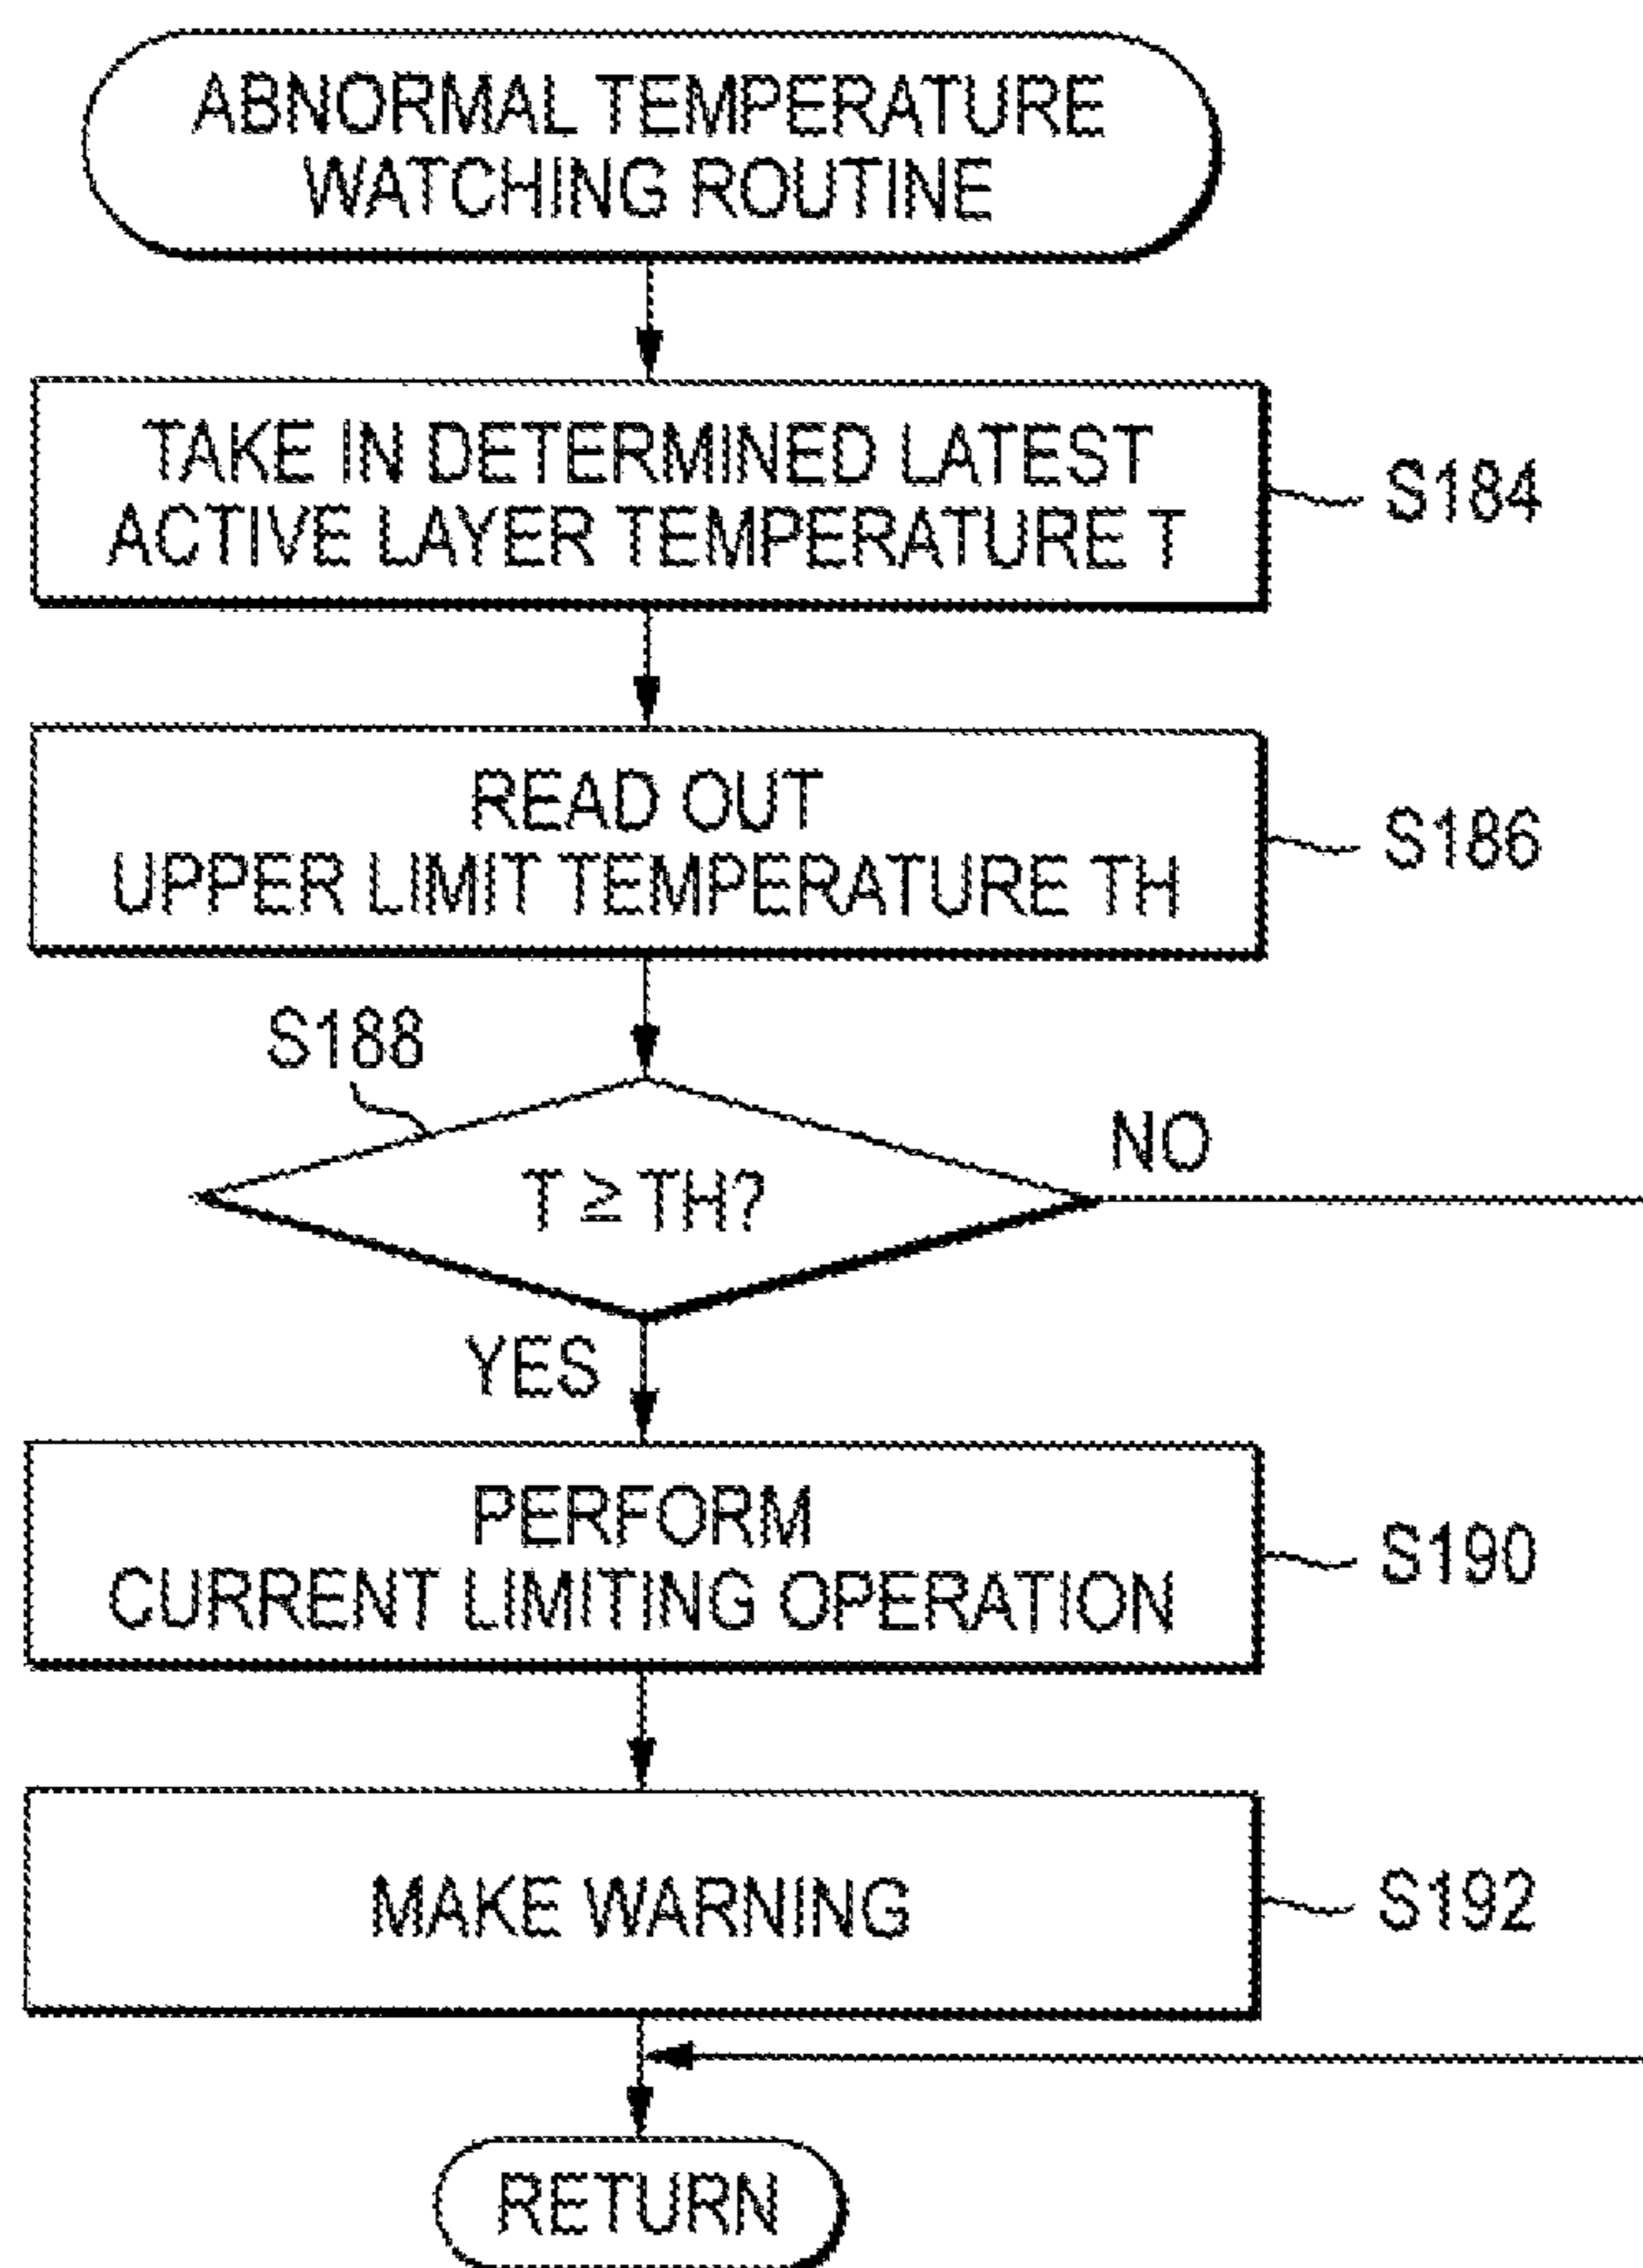 ABNORMAL TEMPERATURE
WATCHING ROUTINE
TAKE IN DETERMINED LATEST
ACTIVE LAYER TEMPERATURE T
S184
READ OUT
UPPER LIMIT TEMPERATURE TH
S186
S188
T ≧ TH?
NO
YES
PERFORM
CURRENT LIMITING OPERATION
S190
MAKE WARNING
S192
RETURN